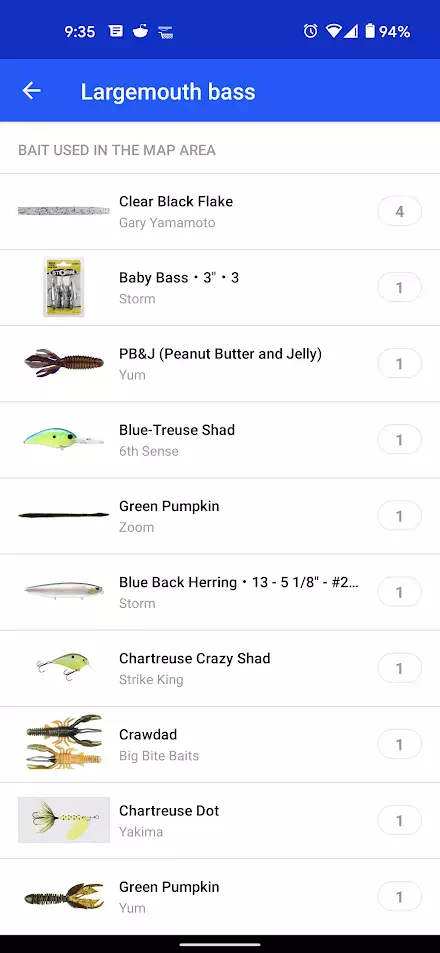 9:35
94%
Largemouth bass
BAIT USED IN THE MAP AREA
Clear Black Flake
Gary Yamamoto
4
Baby Bass • 3" • 3
Storm
1
STORM
PB&J (Peanut Butter and Jelly)
Yum
1
Blue-Treuse Shad
6th Sense
1
Green Pumpkin
Zoom
1
Blue Back Herring • 13 - 5 1/8" - #2...
Storm
1
Chartreuse Crazy Shad
Strike King
1
Crawdad
Big Bite Baits
1
Chartreuse Dot
Yakima
1
Green Pumpkin
Yum
1